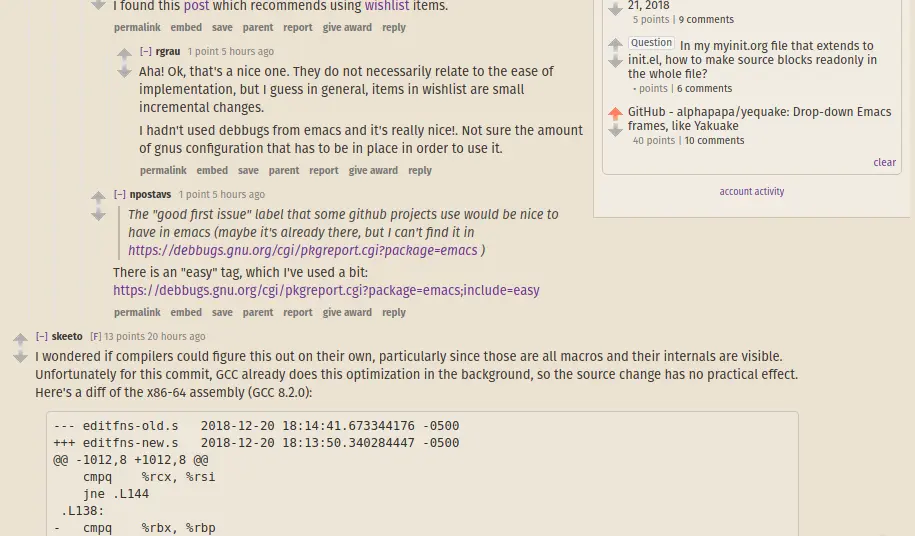 I found this post which recommends using wishlist items.
permalink embed save parent report give award reply
[–] rgrau 1 point 5 hours ago
Aha! Ok, that's a nice one. They do not necessarily relate to the ease of
implementation, but I guess in general, items in wishlist are small
incremental changes.
I hadn't used debbugs from emacs and it's really nice!. Not sure the amount
of gnus configuration that has to be in place in order to use it.
permalink embed save parent report give award reply
[–] npostavs 1 point 5 hours ago
The "good first issue" label that some github projects use would be nice to
have in emacs (maybe it's already there, but I can't find it in
https://debbugs.gnu.org/cgi/pkgreport.cgi?package=emacs )
There is an "easy" tag, which I've used a bit:
https://debbugs.gnu.org/cgi/pkgreport.cgi?package=emacs;include=easy
permalink embed save parent report give award reply
[–] skeeto [F] 13 points 20 hours ago
I wondered if compilers could figure this out on their own, particularly since those are all macros and their internals are visible.
Unfortunately for this commit, GCC already does this optimization in the background, so the source change has no practical effect.
Here's a diff of the x86-64 assembly (GCC 8.2.0):
--- editfns-old.s 2018-12-20 18:14:41.673344176 -0500
+++ editfns-new.s 2018-12-20 18:13:50.340284447 -0500
@@ -1012,8 +1012,8 @@
cmpq %rcx, %rsi
jne .L144
.L138:
- cmpq %rbx, %rbp
21, 2018
5 points | 9 comments
Question In my myinit.org file that extends to
init.el, how to make source blocks readonly in
the whole file?
• points | 6 comments
GitHub - alphapapa/yequake: Drop-down Emacs
frames, like Yakuake
40 points | 10 comments
clear
account activity